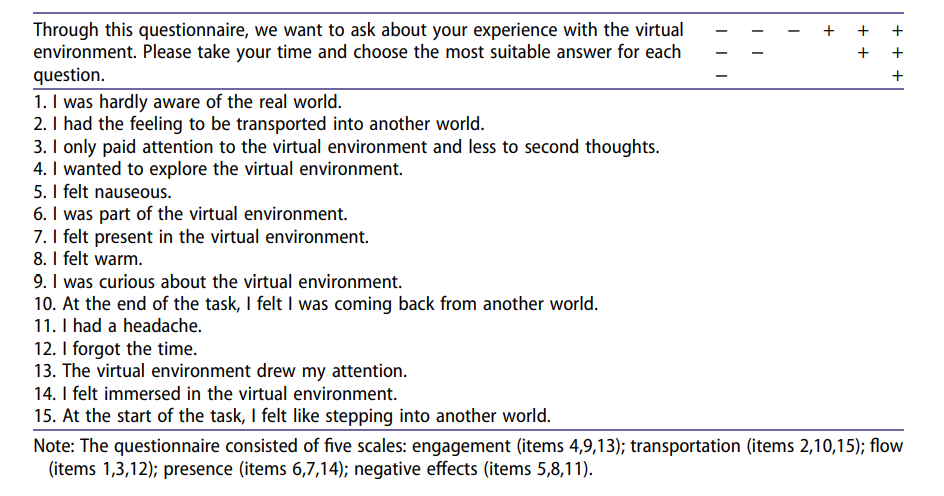 Through this questionnaire, we want to ask about your experience with the virtual − − − + + +
environment. Please take your time and choose the most suitable answer for each − − + +
question. − +
1. I was hardly aware of the real world.
2. I had the feeling to be transported into another world.
3. I only paid attention to the virtual environment and less to second thoughts.
4. I wanted to explore the virtual environment.
5. I felt nauseous.
6. I was part of the virtual environment.
7. I felt present in the virtual environment.
8. I felt warm.
9. I was curious about the virtual environment.
10. At the end of the task, I felt I was coming back from another world.
11. I had a headache.
12. I forgot the time.
13. The virtual environment drew my attention.
14. I felt immersed in the virtual environment.
15. At the start of the task, I felt like stepping into another world.
Note: The questionnaire consisted of five scales: engagement (items 4,9,13); transportation (items 2,10,15); flow
(items 1,3,12); presence (items 6,7,14); negative effects (items 5,8,11).